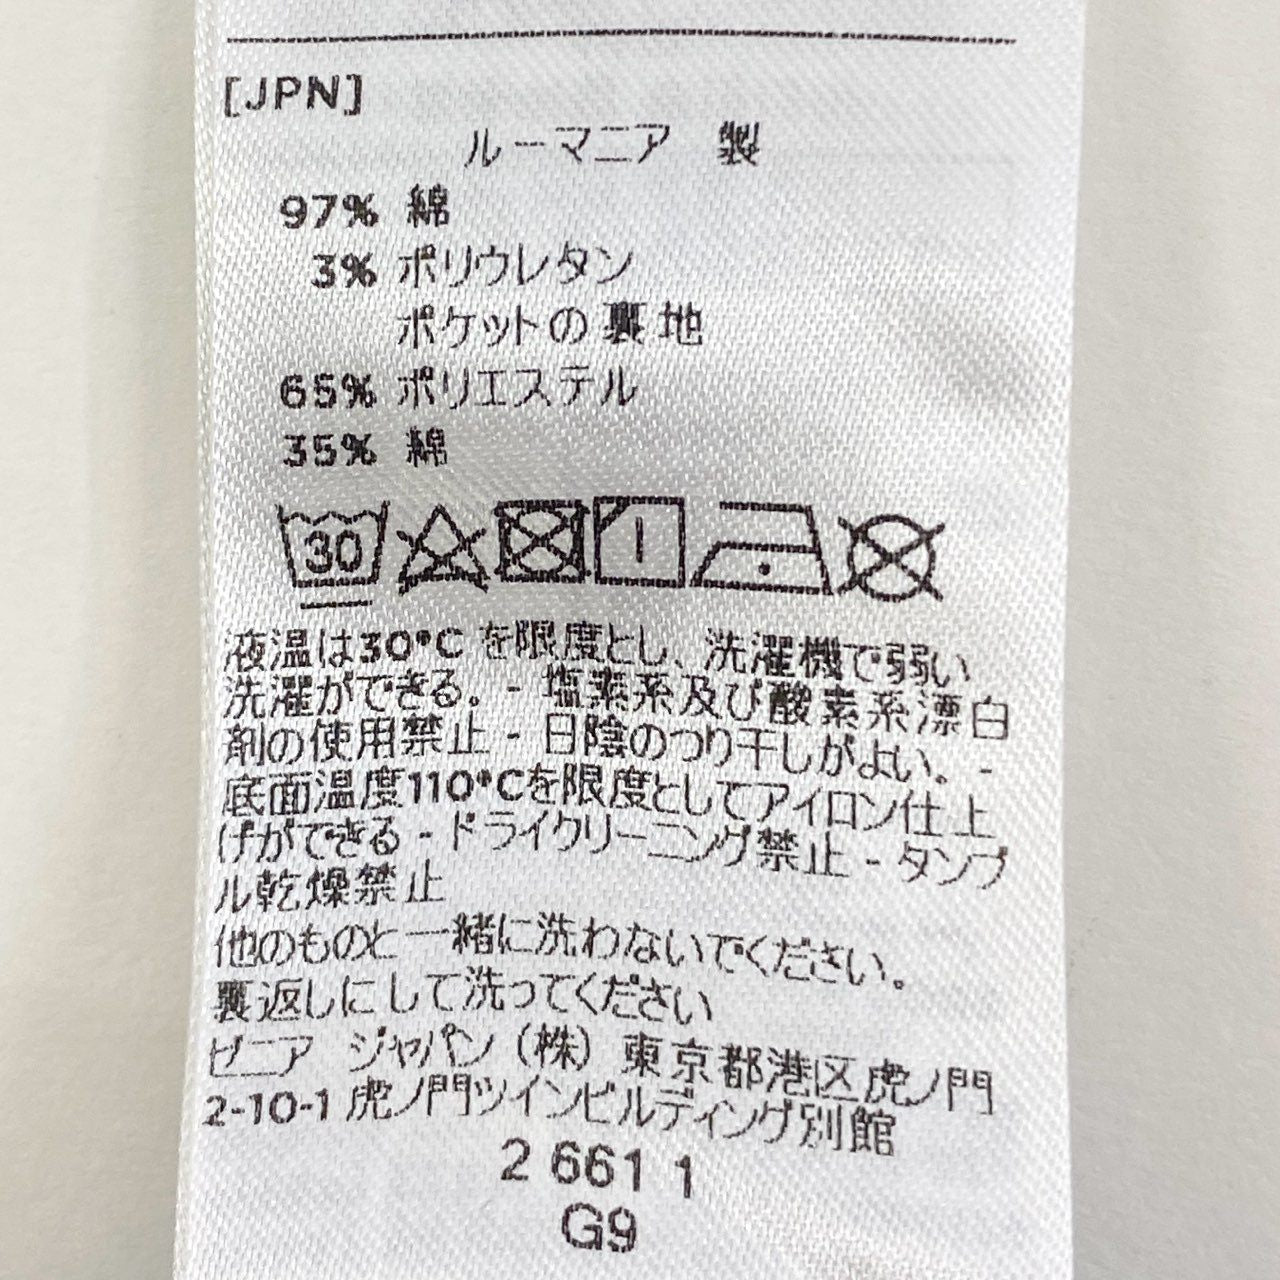 [JPN]
ルーマニア 製
97% 綿
3% ポリウレタン
ポケットの裏地
65% ポリエステル
35% 綿
30
液温は30°C を限度とし、洗濯機で弱い
洗濯ができる。- 塩素系及び酸素系漂白
剤の使用禁止 - 日陰のつり干しがよい。-
底面温度110°Cを限度としてアイロン仕上
げができる - ドライクリーニング禁止 - タンブ
ル乾燥禁止
他のものと一緒に洗わないでください。
裏返しにして洗ってください
ゼニア ジャパン (株) 東京都港区虎ノ門
2-10-1 虎ノ門ツインビルディング別館
2 661 1
G9